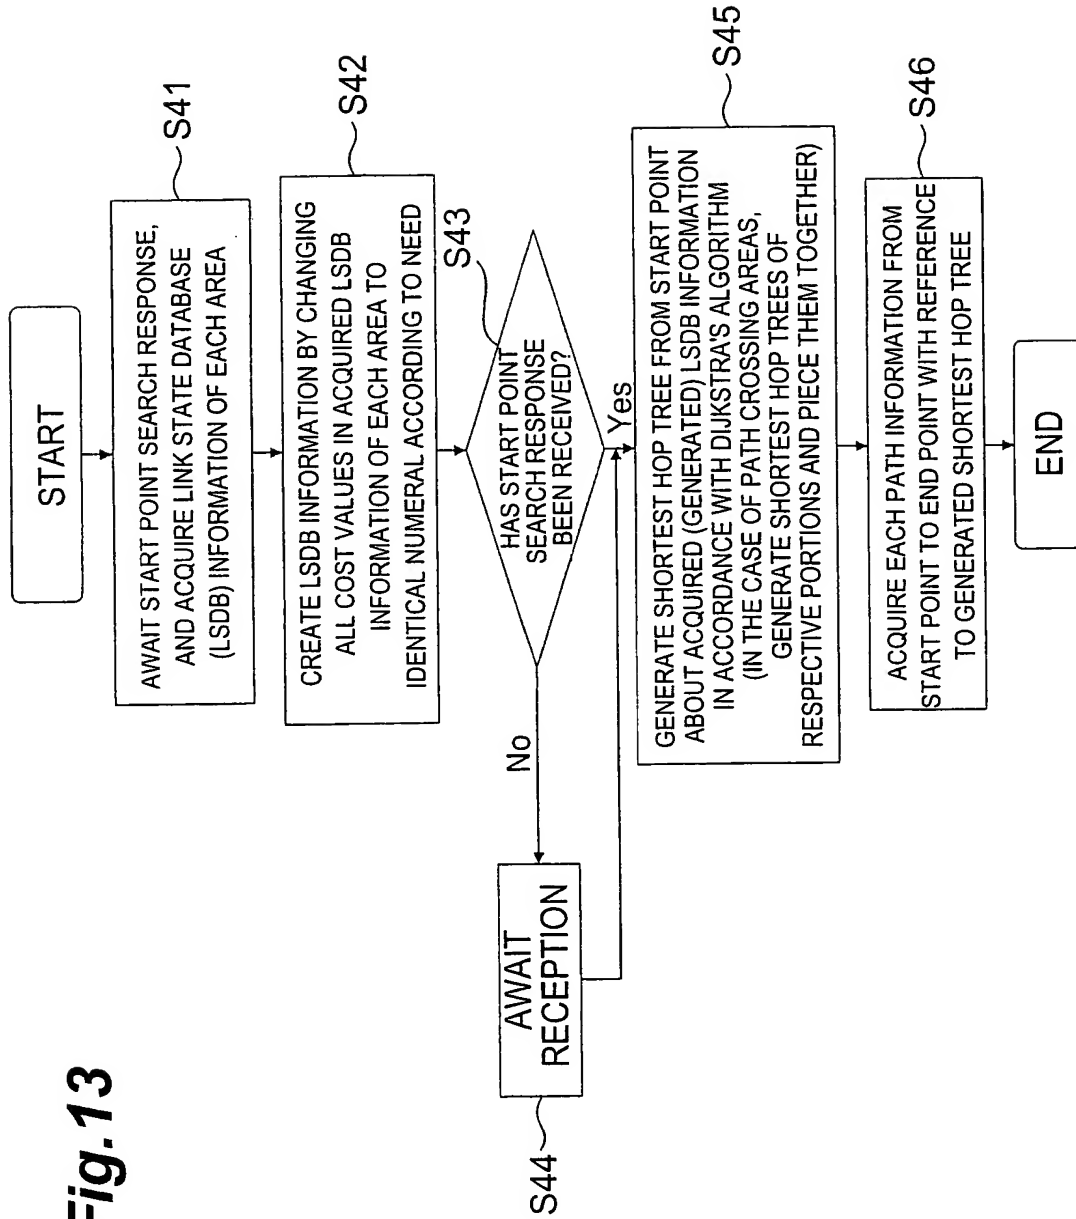 Fig.13
START
AWAIT START POINT SEARCH RESPONSE,
AND ACQUIRE LINK STATE DATABASE
(LSDB) INFORMATION OF EACH AREA
S41
CREATE LSDB INFORMATION BY CHANGING
ALL COST VALUES IN ACQUIRED LSDB
INFORMATION OF EACH AREA TO
IDENTICAL NUMERAL ACCORDING TO NEED
S42
HAS START POINT
SEARCH RESPONSE
BEEN RECEIVED?
S43
No
Yes
AWAIT
RECEPTION
S44
GENERATE SHORTEST HOP TREE FROM START POINT
ABOUT ACQUIRED (GENERATED) LSDB INFORMATION
IN ACCORDANCE WITH DIJKSTRA'S ALGORITHM
(IN THE CASE OF PATH CROSSING AREAS,
GENERATE SHORTEST HOP TREES OF
RESPECTIVE PORTIONS AND PIECE THEM TOGETHER)
S45
ACQUIRE EACH PATH INFORMATION FROM
START POINT TO END POINT WITH REFERENCE
TO GENERATED SHORTEST HOP TREE
S46
END